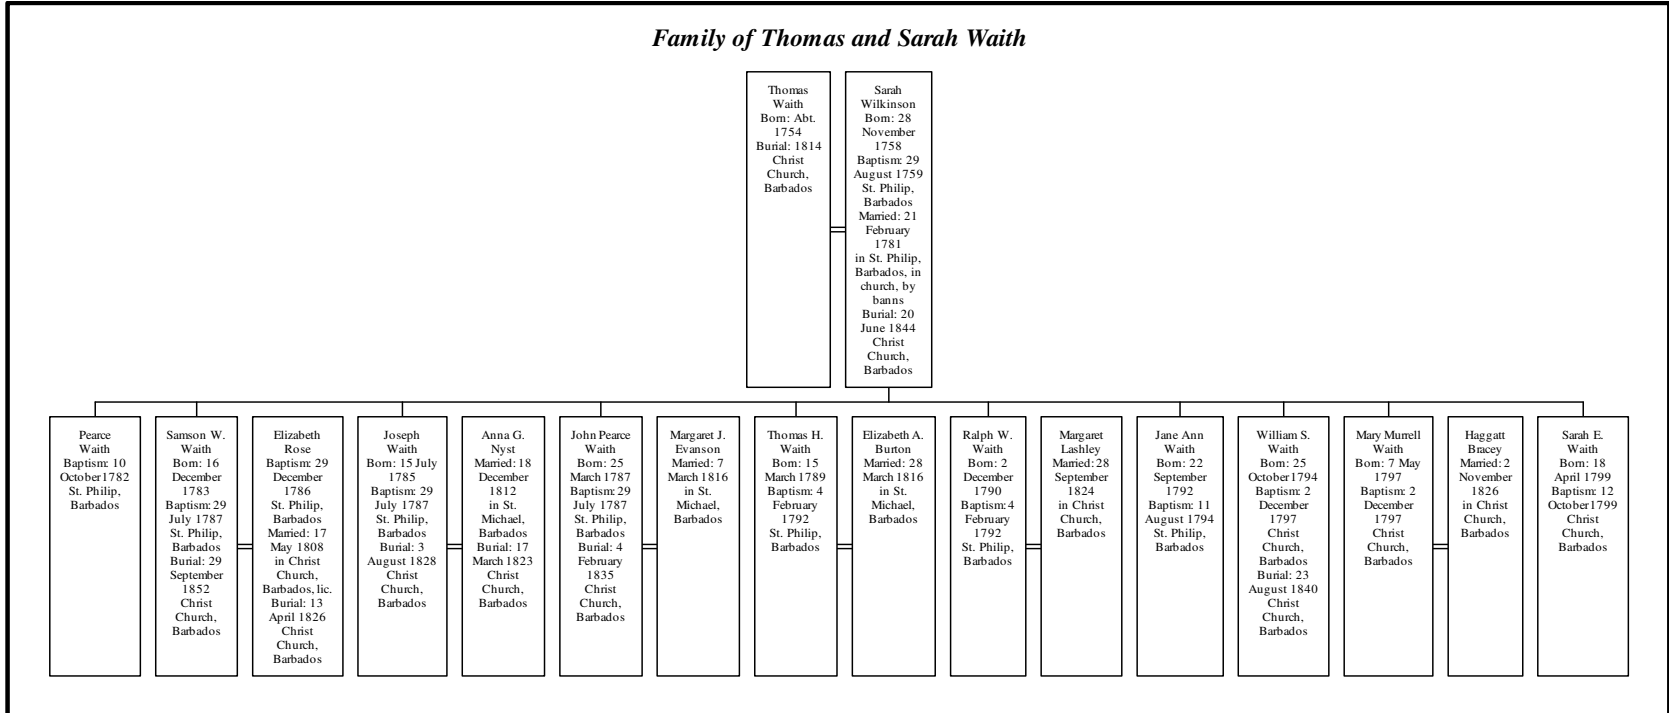 Family of Thomas and Sarah Waith
Thomas
Waith
Born: Abt.
1754
Burial: 1814
Christ
Church,
Barbados
Sarah
Wilkinson
Born: 28
November
1758
Baptism: 29
August 1759
St. Philip,
Barbados
Married: 21
February
1781
in St. Philip,
Barbados, in
church, by
banns
Burial: 20
June 1844
Christ
Church,
Barbados
Pearce
Waith
Baptism: 10
October 1782
St. Philip,
Barbados
Samson W.
Waith
Born: 16
December
1783
Baptism: 29
July 1787
St. Philip,
Barbados
Burial: 29
September
1852
Christ
Church,
Barbados
Elizabeth
Rose
Baptism: 29
December
1786
St. Philip,
Barbados
Married: 17
May 1808
in Christ
Church,
Barbados, lic.
Burial: 13
April 1826
Christ
Church,
Barbados
Joseph
Waith
Born: 15 July
1785
Baptism: 29
July 1787
St. Philip,
Barbados
Burial: 3
August 1828
Christ
Church,
Barbados
Anna G.
Nyst
Married: 18
December
1812
in St.
Michael,
Barbados
Burial: 17
March 1823
Christ
Church,
Barbados
John Pearce
Waith
Born: 25
March 1787
Baptism: 29
July 1787
St. Philip,
Barbados
Burial: 4
February
1835
Christ
Church,
Barbados
Margaret J.
Evanson
Married: 7
March 1816
in St.
Michael,
Barbados
Thomas H.
Waith
Born: 15
March 1789
Baptism: 4
February
1792
St. Philip,
Barbados
Elizabeth A.
Burton
Married: 28
March 1816
in St.
Michael,
Barbados
Ralph W.
Waith
Born: 2
December
1790
Baptism: 4
February
1792
St. Philip,
Barbados
Margaret
Lashley
Married: 28
September
1824
in Christ
Church,
Barbados
Jane Ann
Waith
Born: 22
September
1792
Baptism: 11
August 1794
St. Philip,
Barbados
William S.
Waith
Born: 25
October 1794
Baptism: 2
December
1797
Christ
Church,
Barbados
Burial: 23
August 1840
Christ
Church,
Barbados
Mary Murrell
Waith
Born: 7 May
1797
Baptism: 2
December
1797
Christ
Church,
Barbados
Haggatt
Bracey
Married: 2
November
1826
in Christ
Church,
Barbados
Sarah E.
Waith
Born: 18
April 1799
Baptism: 12
October 1799
Christ
Church,
Barbados